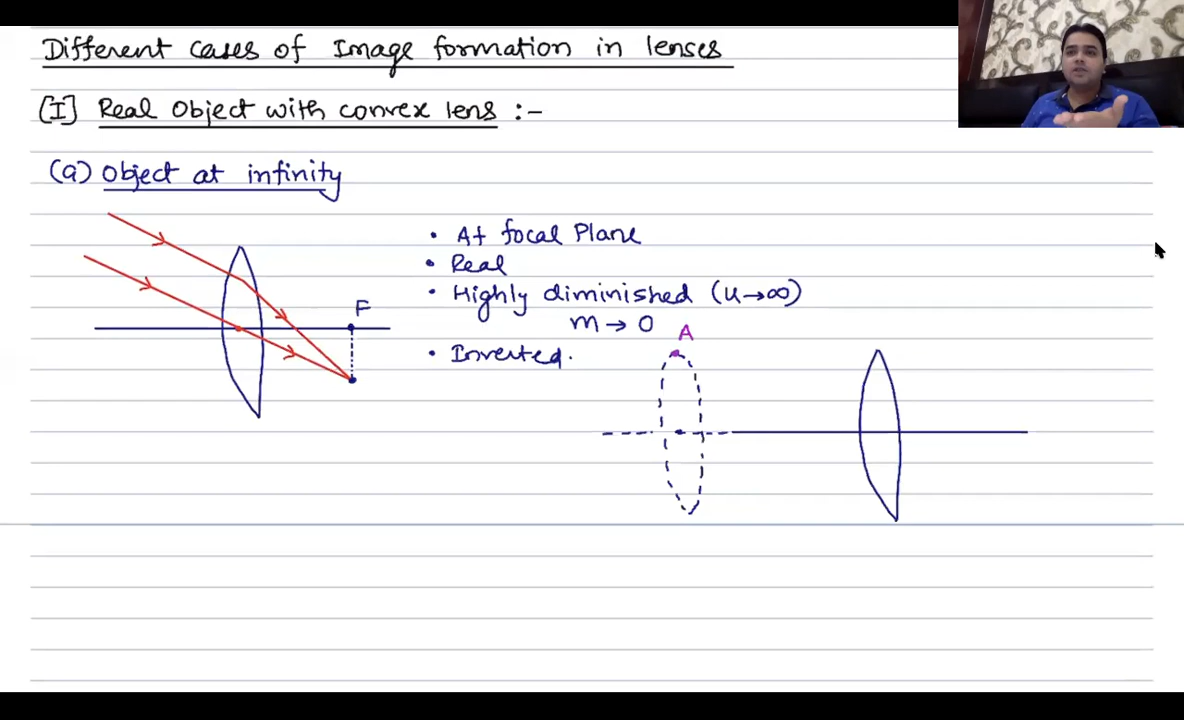 Different cases of Image formation in lenses
[I] Real Object with convex lens :-
(a) Object at infinity
F
• At focal Plane
• Real
• Highly diminished (u→∞)
m → 0
• Inverted.
A